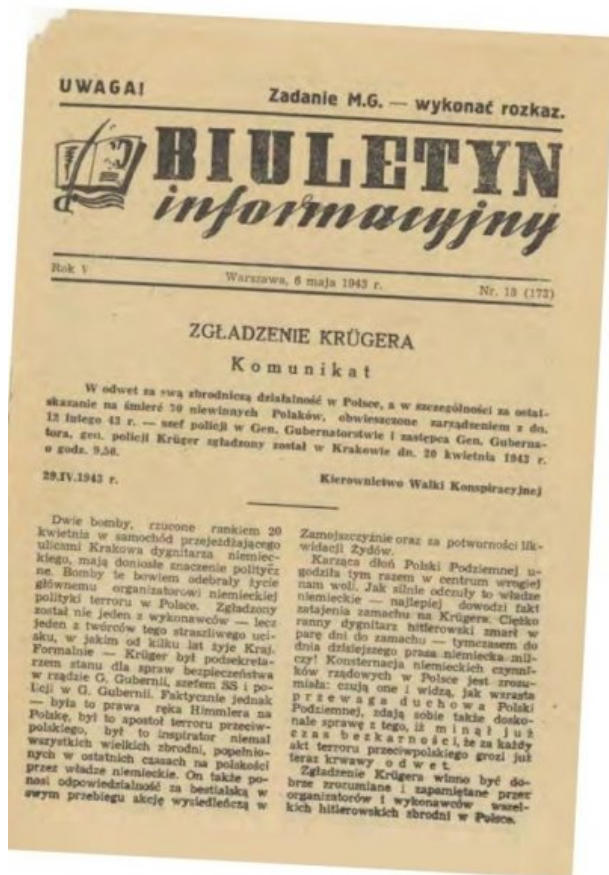 UWAGA!
Zadanie M.G. — wykonać rozkaz.
BIULETYN
informacyjny
Rok V
Warszawa, 6 maja 1943 r.
Nr. 18 (173)
ZGŁADZENIE KRÜGERA
Komunikat
W odwet za swą zbrodniczą działalność w Polsce, a w szczególności za ostat-
skazanie na śmierć 70 niewinnych Polaków, obwieszczone zarządzeniem z dn.
12 lutego 43 r. — szef policji w Gen. Gubernatorstwie i zastępca Gen. Guberna-
tora, gen. policji Krüger zgładzony został w Krakowie dn. 20 kwietnia 1943 r.
o godz. 9,50.
29.IV.1943 r.
Kierownictwo Walki Konspiracyjnej
Dwie bomby, rzucone rankiem 20
kwietnia w samochód przejeżdżającego
ulicami Krakowa dygnitarza niemiec-
kiego, mają doniosłe znaczenie politycz
ne. Bomby te bowiem odebrały życie
głównemu organizatorowi niemieckiej
polityki terroru w Polsce. Zgładzony
został nie jeden z wykonawców — lecz
jeden z twórców tego straszliwego uci-
sku, w jakim od kilku lat żyje Kraj.
Formalnie — Krüger był podsekreta-
rzem stanu dla spraw bezpieczeństwa
w rządzie G. Gubernii, szefem SS i po-
licji w G. Gubernii. Faktycznie jednak
— była to prawa ręka Himmlera na
Polskę, był to apostoł terroru przeciw-
polskiego, był to inspirator niemal
wszystkich wielkich zbrodni, popełnio-
nych w ostatnich czasach na polskości
przez władze niemieckie. On także po-
nosi odpowiedzialność za bestialską w
swym przebiegu akcję wysiedleńczą w
Zamojszczyźnie oraz za potworności lik-
widacji Żydów.
Karząca dłoń Polski Podziemnej u-
godziła tym razem w centrum wrogiej
nam woli. Jak silnie odczuły to władze
niemieckie — najlepiej dowodzi fakt
zatajenia zamachu na Krügera. Ciężko
ranny dygnitarz hitlerowski zmarł w
parę dni do zamachu — tymczasem do
dnia dzisiejszego prasa niemiecka mil-
czy! Konsternacja niemieckich czynni-
ków rządowych w Polsce jest zrozu-
miała: czują one i widzą, jak wzrasta
przewaga duchowa Polski
Podziemnej, zdają sobie także dosko-
nale sprawę z tego, iż minął już
czas bezkarności, że za każdy
akt terroru przeciwpolskiego grozi już
teraz krwawy odwet.
Zgładzenie Krügera winno być do-
brze zrozumiane i zapamiętane przez
organizatorów i wykonawców wszel-
kich hitlerowskich zbrodni w Polsce.